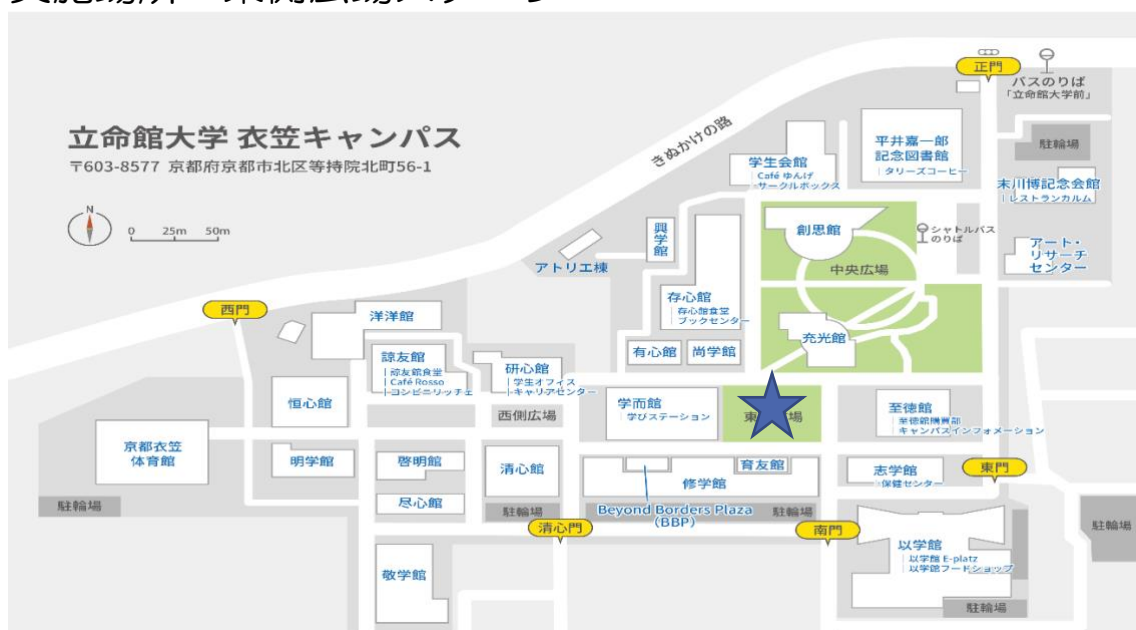 立命館大学 衣笠キャンパス
〒603-8577 京都府京都市北区等持院北町56-1
N
0 25m 50m
きぬかけの路
正門
バスのりば
「立命館大学前」
駐輪場
平井嘉一郎
記念図書館
タリーズコーヒー
学生会館
Café ゆんげ
サークルボックス
末川博記念会館
レストランカルム
創思館
シャトルバス
のりば
アート・
リサーチ
センター
中央広場
興学館
アトリエ棟
存心館
存心館食堂
ブックセンター
西門
洋洋館
充光館
有心館
尚学館
諒友館
諒友館食堂
Café Rosso
コンビニリッチェ
研心館
学生オフィス
キャリアセンター
恒心館
西側広場
学而館
学びステーション
東
場
至徳館
至徳館購買部
キャンパスインフォメーション
京都衣笠
体育館
明学館
啓明館
清心館
育友館
修学館
志学館
保健センター
東門
駐輪場
尽心館
駐輪場
Beyond Borders Plaza
(BBP)
駐輪場
清心門
南門
駐輪場
敬学館
以学館
以学館 E-platz
以学館フードショップ
駐輪場